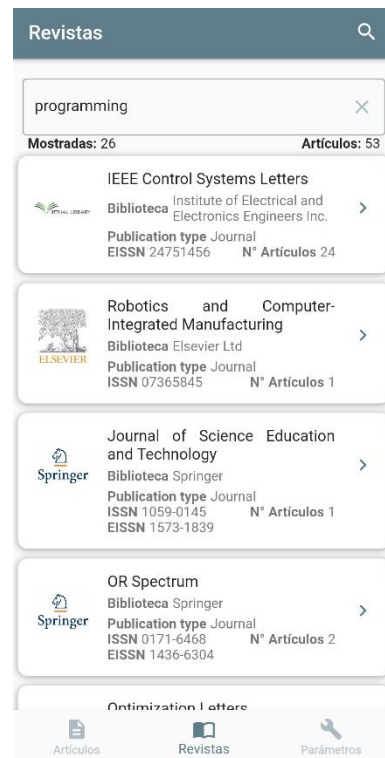 Revistas
programming
Mostradas: 26 Artículos: 53
IEEE Control Systems Letters
Biblioteca Institute of Electrical and
Electronics Engineers Inc.
Publication type Journal
EISSN 24751456 N° Artículos 24
Robotics and Computer-
Integrated Manufacturing
ELSEVIER
Biblioteca Elsevier Ltd
Publication type Journal
ISSN 07365845 N° Artículos 1
Journal of Science Education
and Technology
Springer
Biblioteca Springer
Publication type Journal
ISSN 1059-0145 N° Artículos 1
EISSN 1573-1839
OR Spectrum
Springer
Biblioteca Springer
Publication type Journal
ISSN 0171-6468 N° Artículos 2
EISSN 1436-6304
Optimization Letters
Artículos Revistas Parámetros